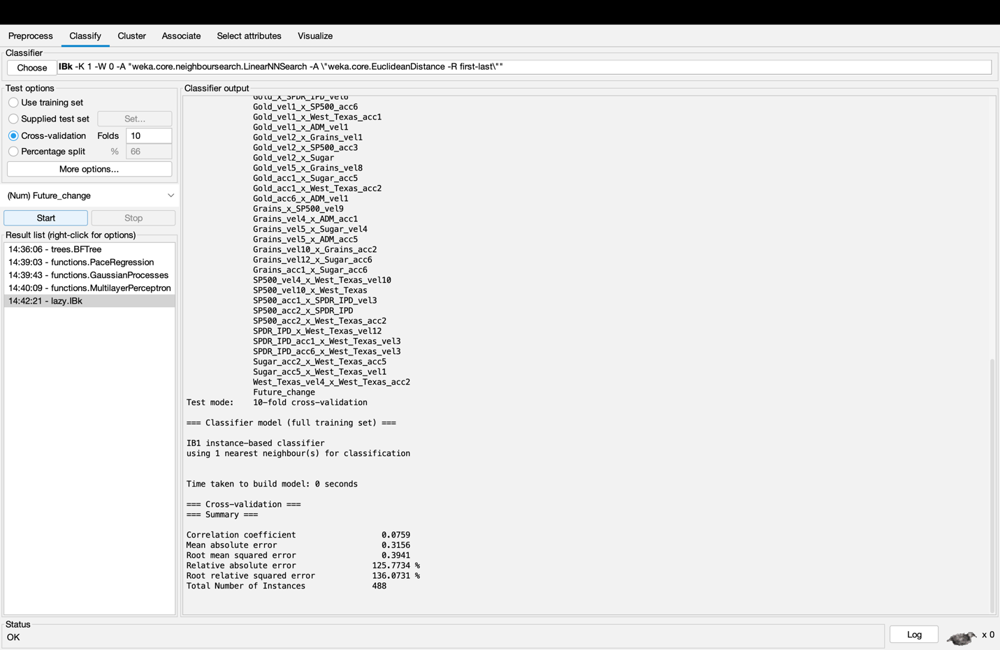 Preprocess Classify Cluster Associate Select attributes Visualize
Classifier
Choose IBk -K 1 -W 0 -A "weka.core.neighboursearch.LinearNNSearch -A \"weka.core.EuclideanDistance -R first-last\""
Test options
Use training set
Supplied test set Set...
Cross-validation Folds 10
Percentage split % 66
More options...
(Num) Future_change
Start Stop
Result list (right-click for options)
14:36:06 - trees.BFTree
14:39:03 - functions.PaceRegression
14:39:43 - functions.GaussianProcesses
14:40:09 - functions.MultilayerPerceptron
14:42:21 - lazy.IBk
Classifier output
Gold_x_SPDR_IPD_vel6
Gold_vel1_x_SP500_acc6
Gold_vel1_x_West_Texas_acc1
Gold_vel1_x_ADM_vel1
Gold_vel2_x_Grains_vel1
Gold_vel2_x_SP500_acc3
Gold_vel2_x_Sugar
Gold_vel5_x_Grains_vel8
Gold_acc1_x_Sugar_acc5
Gold_acc1_x_West_Texas_acc2
Gold_acc6_x_ADM_vel1
Grains_x_SP500_vel9
Grains_vel4_x_ADM_acc1
Grains_vel5_x_Sugar_vel4
Grains_vel5_x_ADM_acc5
Grains_vel10_x_Grains_acc2
Grains_vel12_x_Sugar_acc6
Grains_acc1_x_Sugar_acc6
SP500_vel4_x_West_Texas_vel10
SP500_vel10_x_West_Texas
SP500_acc1_x_SPDR_IPD_vel3
SP500_acc2_x_SPDR_IPD
SP500_acc2_x_West_Texas_acc2
SPDR_IPD_x_West_Texas_vel12
SPDR_IPD_acc1_x_West_Texas_vel3
SPDR_IPD_acc6_x_West_Texas_vel3
Sugar_acc2_x_West_Texas_acc5
Sugar_acc5_x_West_Texas_vel1
West_Texas_vel4_x_West_Texas_acc2
Future_change
Test mode: 10-fold cross-validation
=== Classifier model (full training set) ===
IB1 instance-based classifier
using 1 nearest neighbour(s) for classification
Time taken to build model: 0 seconds
=== Cross-validation ===
=== Summary ===
Correlation coefficient 0.0759
Mean absolute error 0.3156
Root mean squared error 0.3941
Relative absolute error 125.7734 %
Root relative squared error 136.0731 %
Total Number of Instances 488
Status
OK
Log x 0